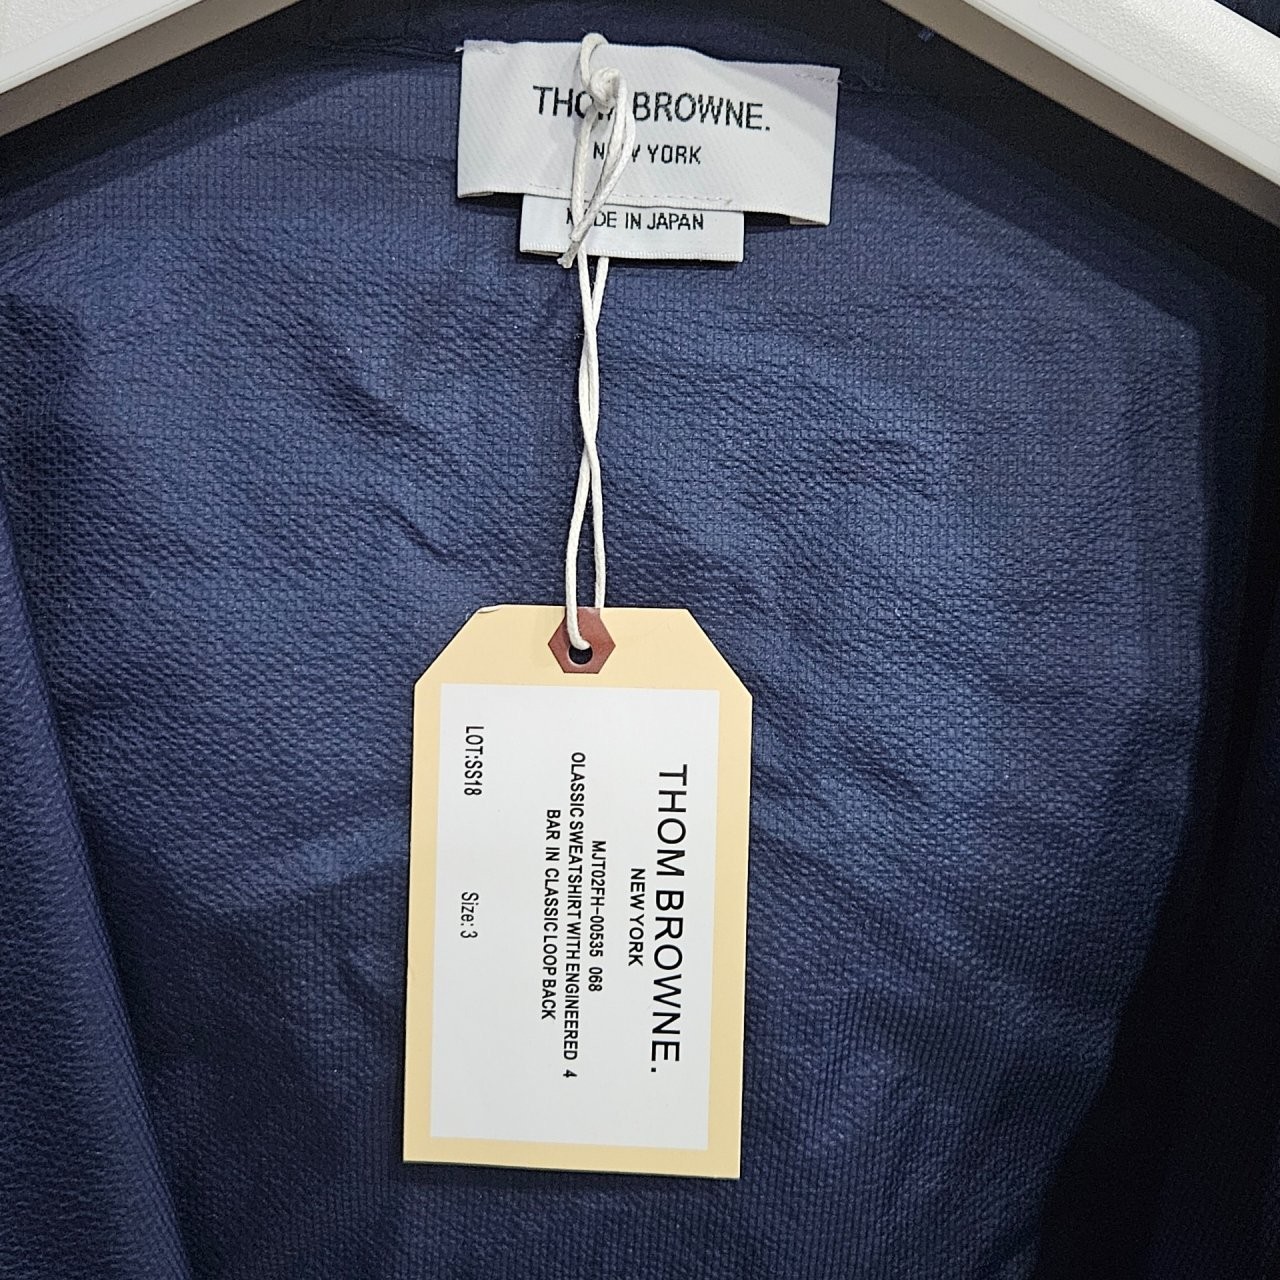 THOM BROWNE.
NEW YORK
MADE IN JAPAN
THOM BROWNE.
NEW YORK
MJT02FH-00535 068
OLASSIC SWEATSHIRT WITH ENGINEERED 4
BAR IN CLASSIC LOOP BACK
LOT:SS18 Size: 3